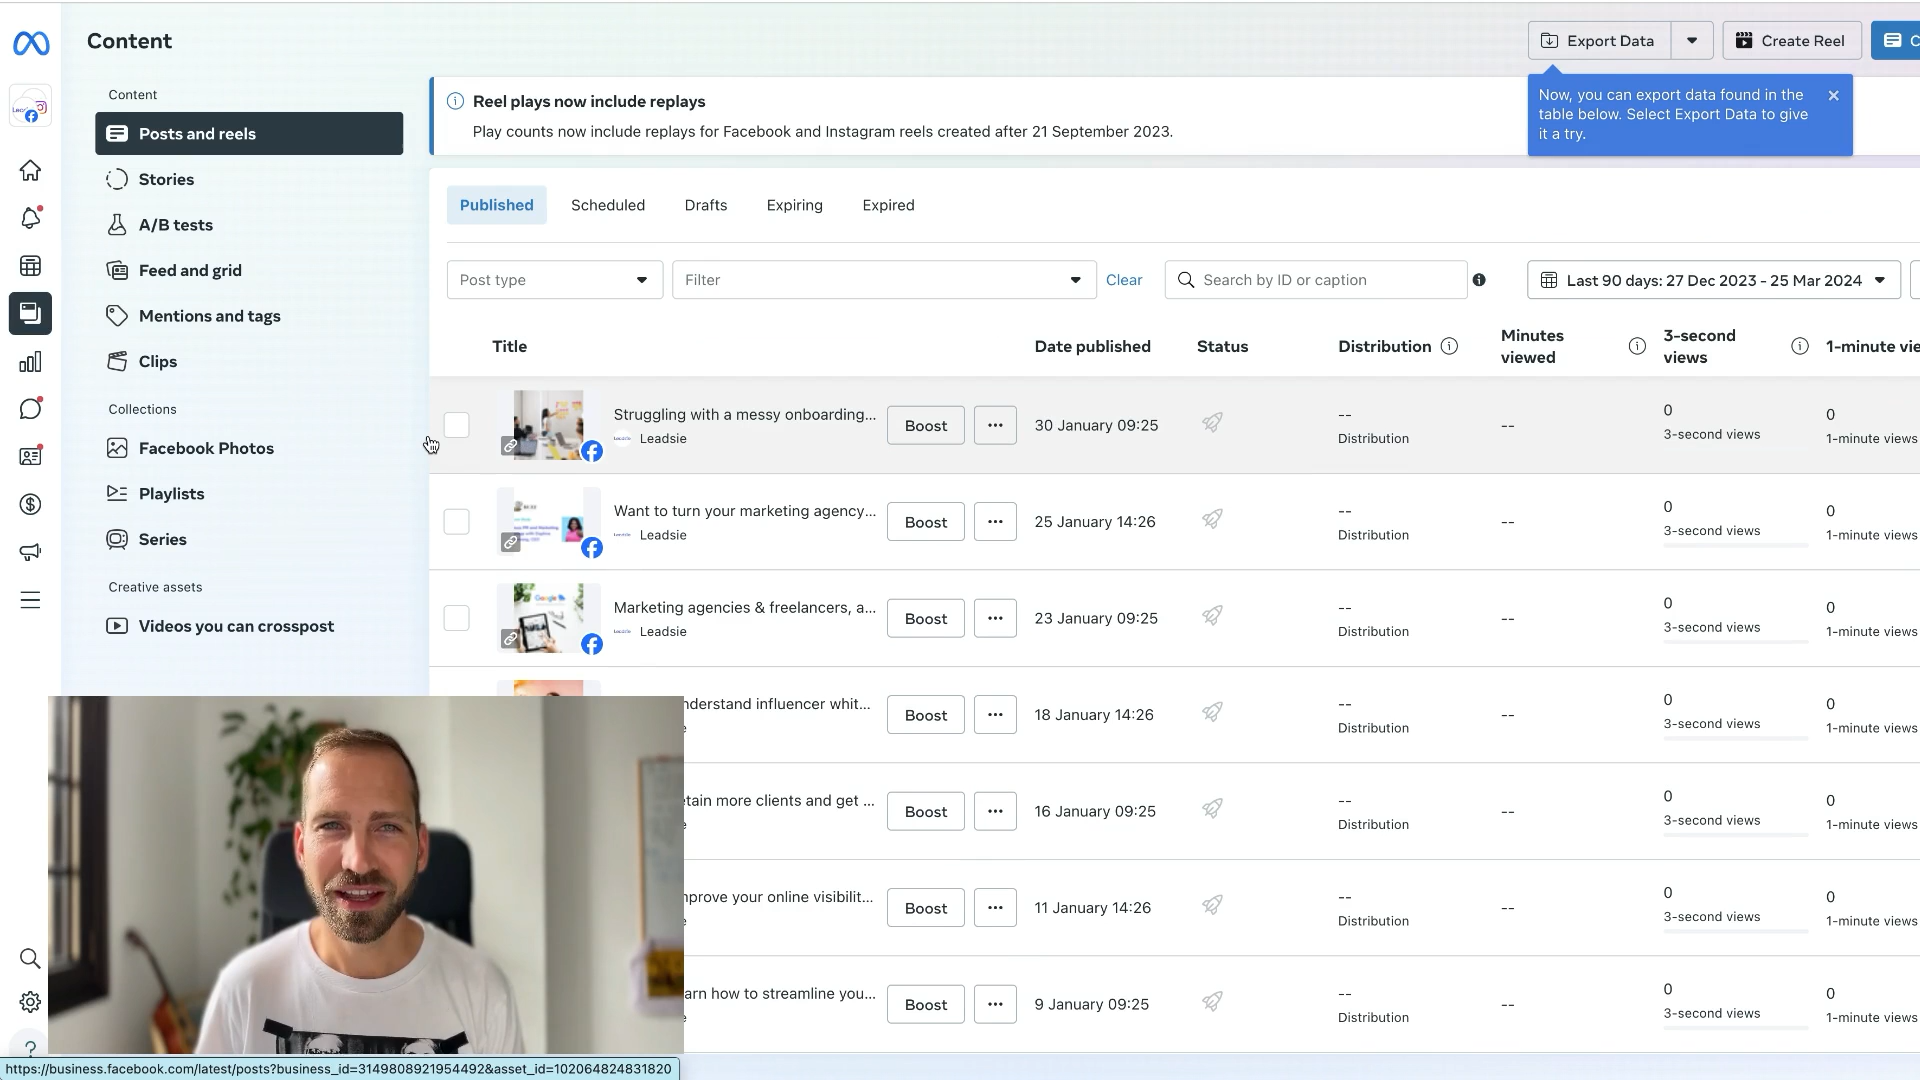 Content
Export Data
Create Reel
Now, you can export data found in the
table below. Select Export Data to give
it a try.
Content
Posts and reels
Stories
A/B tests
Feed and grid
Mentions and tags
Clips
Collections
Facebook Photos
Playlists
Series
Creative assets
Videos you can crosspost
Reel plays now include replays
Play counts now include replays for Facebook and Instagram reels created after 21 September 2023.
Published Scheduled Drafts Expiring Expired
Post type Filter Clear Search by ID or caption Last 90 days: 27 Dec 2023 - 25 Mar 2024
Title Date published Status Distribution Minutes viewed 3-second views 1-minute vie
Struggling with a messy onboarding... Boost ... 30 January 09:25 -- -- 0 0
Leadsie Distribution 3-second views 1-minute views
Want to turn your marketing agency... Boost ... 25 January 14:26 -- -- 0 0
Leadsie Distribution 3-second views 1-minute views
Marketing agencies & freelancers, a... Boost ... 23 January 09:25 -- -- 0 0
Leadsie Distribution 3-second views 1-minute views
nderstand influencer whit... Boost ... 18 January 14:26 -- -- 0 0
e Distribution 3-second views 1-minute views
etain more clients and get ... Boost ... 16 January 09:25 -- -- 0 0
e Distribution 3-second views 1-minute views
mprove your online visibilit... Boost ... 11 January 14:26 -- -- 0 0
e Distribution 3-second views 1-minute views
arn how to streamline you... Boost ... 9 January 09:25 -- -- 0 0
e Distribution 3-second views 1-minute views
https://business.facebook.com/latest/posts?business_id=3149808921954492&asset_id=102064824831820